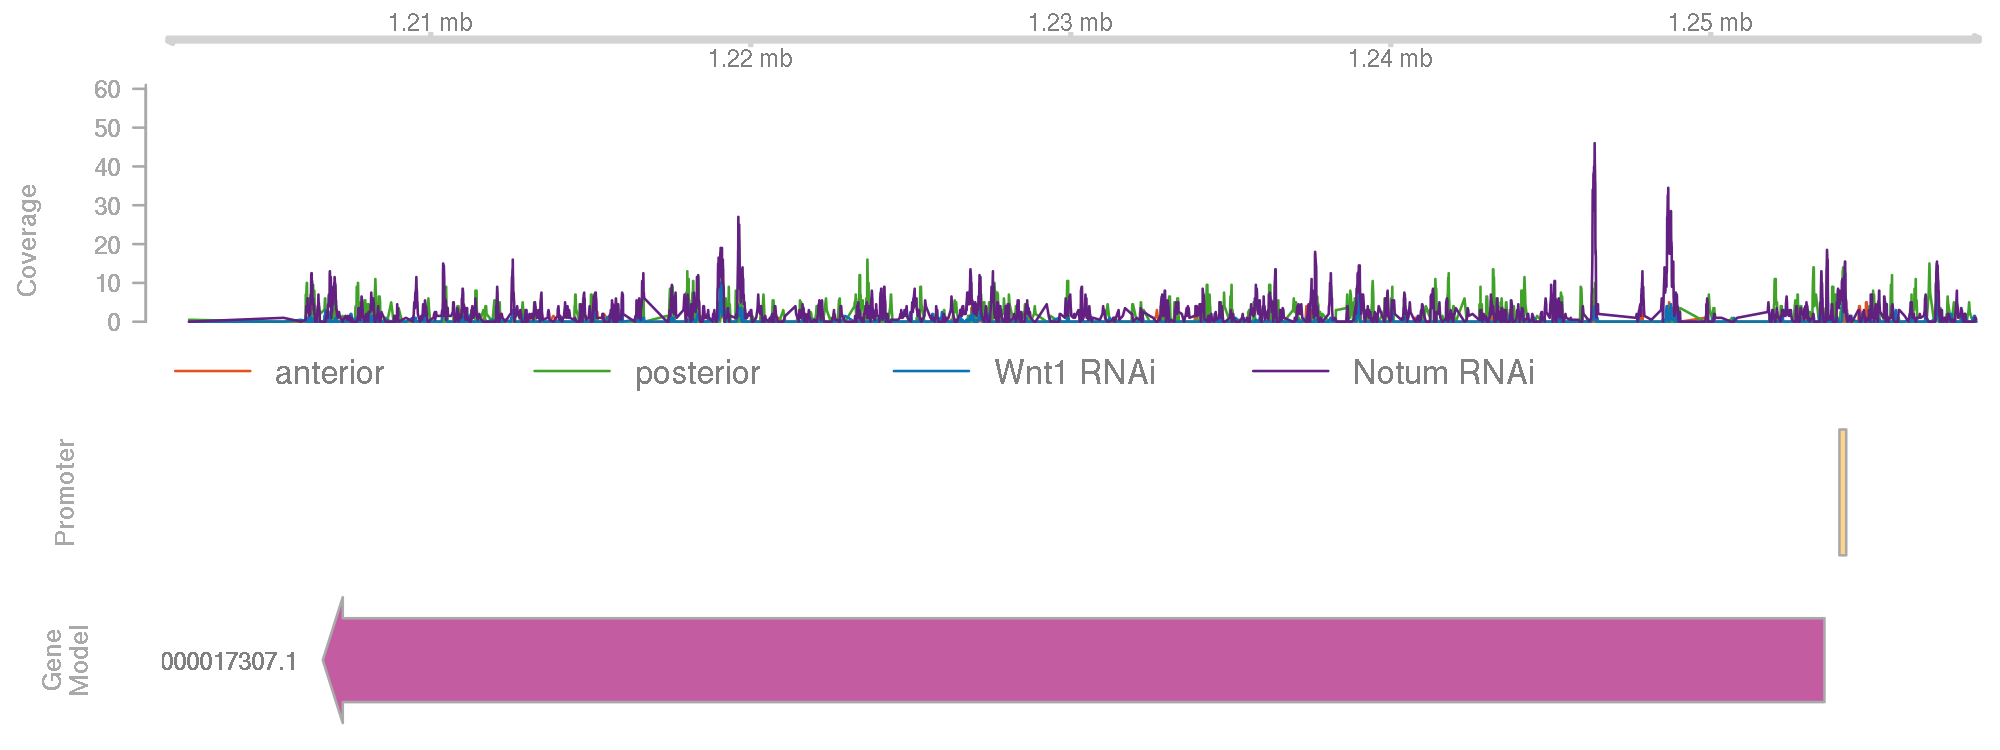 1.21 mb 1.23 mb 1.25 mb
1.22 mb 1.24 mb
Coverage
60
50
40
30
20
10
0
anterior posterior Wnt1 RNAi Notum RNAi
Promoter
Gene
Model
000017307.1